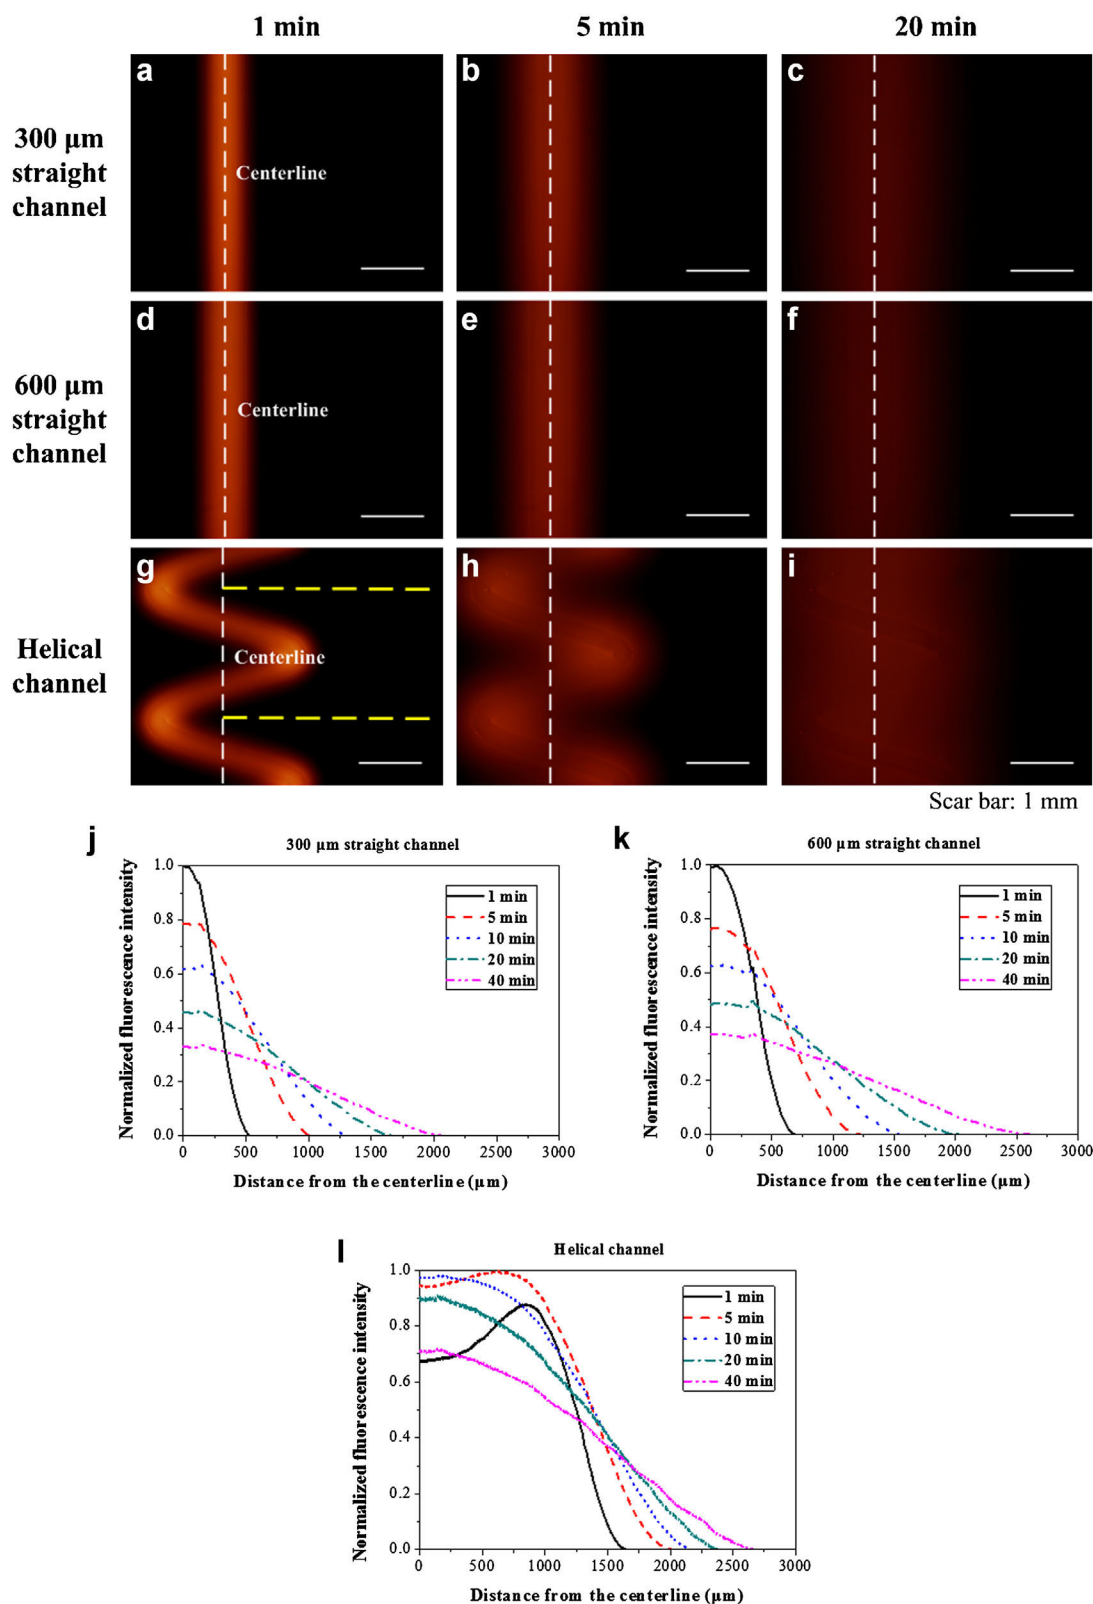 1 min 5 min 20 min
300 μm
straight
channel
a
Centerline
b
c
600 μm
straight
channel
d
Centerline
e
f
Helical
channel
g
Centerline
h
i
Scar bar: 1 mm
j
300 μm straight channel
Normalized fluorescence intensity
1.0
0.8
0.6
0.4
0.2
0.0
0 500 1000 1500 2000 2500 3000
Distance from the centerline (μm)
1 min
5 min
10 min
20 min
40 min
k
600 μm straight channel
Normalized fluorescence intensity
1.0
0.8
0.6
0.4
0.2
0.0
0 500 1000 1500 2000 2500 3000
Distance from the centerline (μm)
1 min
5 min
10 min
20 min
40 min
l
Helical channel
Normalized fluorescence intensity
1.0
0.8
0.6
0.4
0.2
0.0
0 500 1000 1500 2000 2500 3000
Distance from the centerline (μm)
1 min
5 min
10 min
20 min
40 min